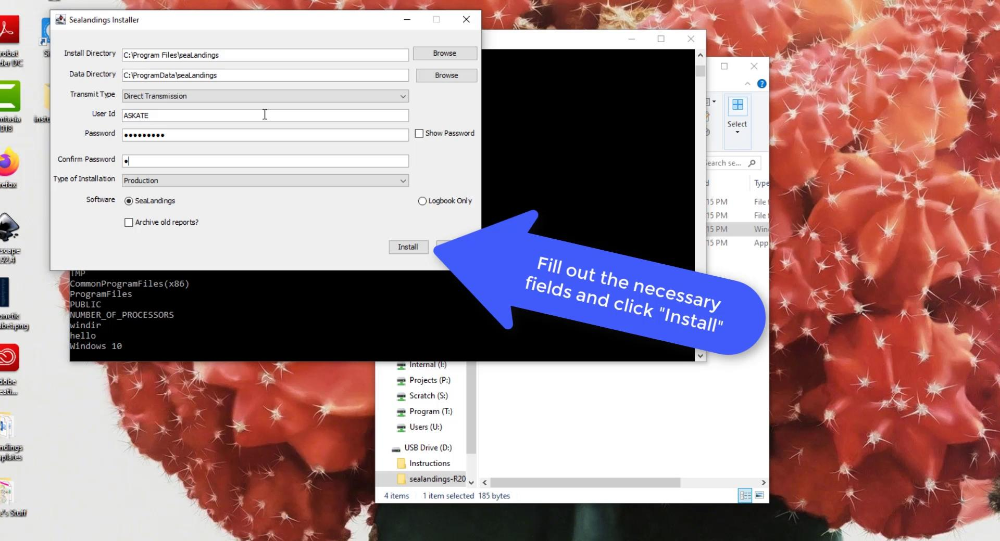 Sealandings Installer
Install Directory
C:\Program Files\seaLandings
Browse
Data Directory
C:\ProgramData\seaLandings
Browse
Transmit Type
Direct Transmission
User Id
ASKATE
Password
•••••••••
Show Password
Confirm Password
•
Type of Installation
Production
Software
SeaLandings
Logbook Only
Archive old reports?
Install
Fill out the necessary
fields and click "Install"
TMP
CommonProgramFiles(x86)
ProgramFiles
PUBLIC
NUMBER_OF_PROCESSORS
windir
hello
Windows 10
Select
earch se...
d
Type
15 PM
File
15 PM
File
15 PM
Wind
15 PM
App
Internal (I:)
Projects (P:)
Scratch (S:)
Program (T:)
Users (U:)
USB Drive (D:)
Instructions
sealandings-R20
4 items
1 item selected
185 bytes
robat
der DC
Si
mtasia
018
instu
refox
scape
.92.4
onetic
abet.png
dobe
eati...
ndings
nplates
e's Stuff